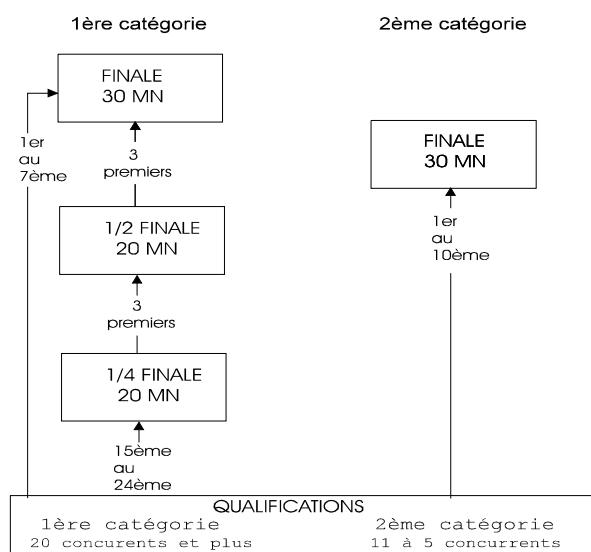 1ère catégorie
2ème catégorie
FINALE
30 MN
1er
au
7ème
3
premiers
FINALE
30 MN
1/2 FINALE
20 MN
1er
au
10ème
3
premiers
1/4 FINALE
20 MN
15ème
au
24ème
QUALIFICATIONS
1ère catégorie
20 concurents et plus
2ème catégorie
11 à 5 concurrents